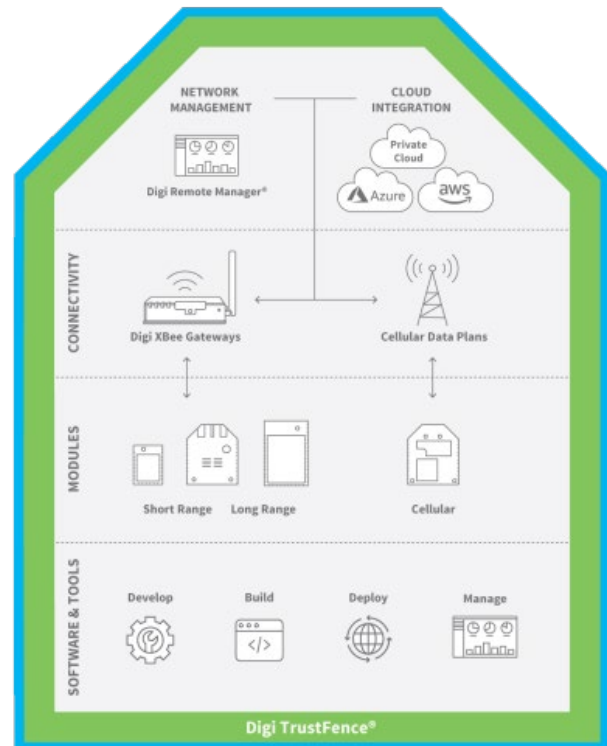 NETWORK
MANAGEMENT
CLOUD
INTEGRATION
Private
Cloud
Azure
aws
Digi Remote Manager®
CONNECTIVITY
Digi XBee Gateways
Cellular Data Plans
MODULES
Short Range
Long Range
Cellular
SOFTWARE & TOOLS
Develop
Build
Deploy
Manage
</>
Digi TrustFence®